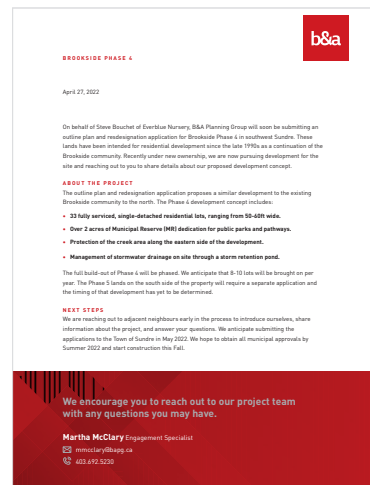 b&a
BROOKSIDE PHASE 4
April 27, 2022
On behalf of Steve Bouchet of Everblue Nursery, B&A Planning Group will soon be submitting an
outline plan and redesignation application for Brookside Phase 4 in southwest Sundre. These
lands have been intended for residential development since the late 1990s as a continuation of the
Brookside community. Recently under new ownership, we are now pursuing development for the
site and reaching out to you to share details about our proposed development concept.
ABOUT THE PROJECT
The outline plan and redesignation application proposes a similar development to the existing
Brookside community to the north. The Phase 4 development concept includes:
• 33 fully serviced, single-detached residential lots, ranging from 50-60ft wide.
• Over 2 acres of Municipal Reserve (MR) dedication for public parks and pathways.
• Protection of the creek area along the eastern side of the development.
• Management of stormwater drainage on site through a storm retention pond.
The full build-out of Phase 4 will be phased. We anticipate that 8-10 lots will be brought on per
year. The Phase 5 lands on the south side of the property will require a separate application and
the timing of that development has yet to be determined.
NEXT STEPS
We are reaching out to adjacent neighbours early in the process to introduce ourselves, share
information about the project, and answer your questions. We anticipate submitting the
applications to the Town of Sundre in May 2022. We hope to obtain all municipal approvals by
Summer 2022 and start construction this Fall.
We encourage you to reach out to our project team
with any questions you may have.
Martha McClary Engagement Specialist
mmcclary@bapg.ca
403.692.5230